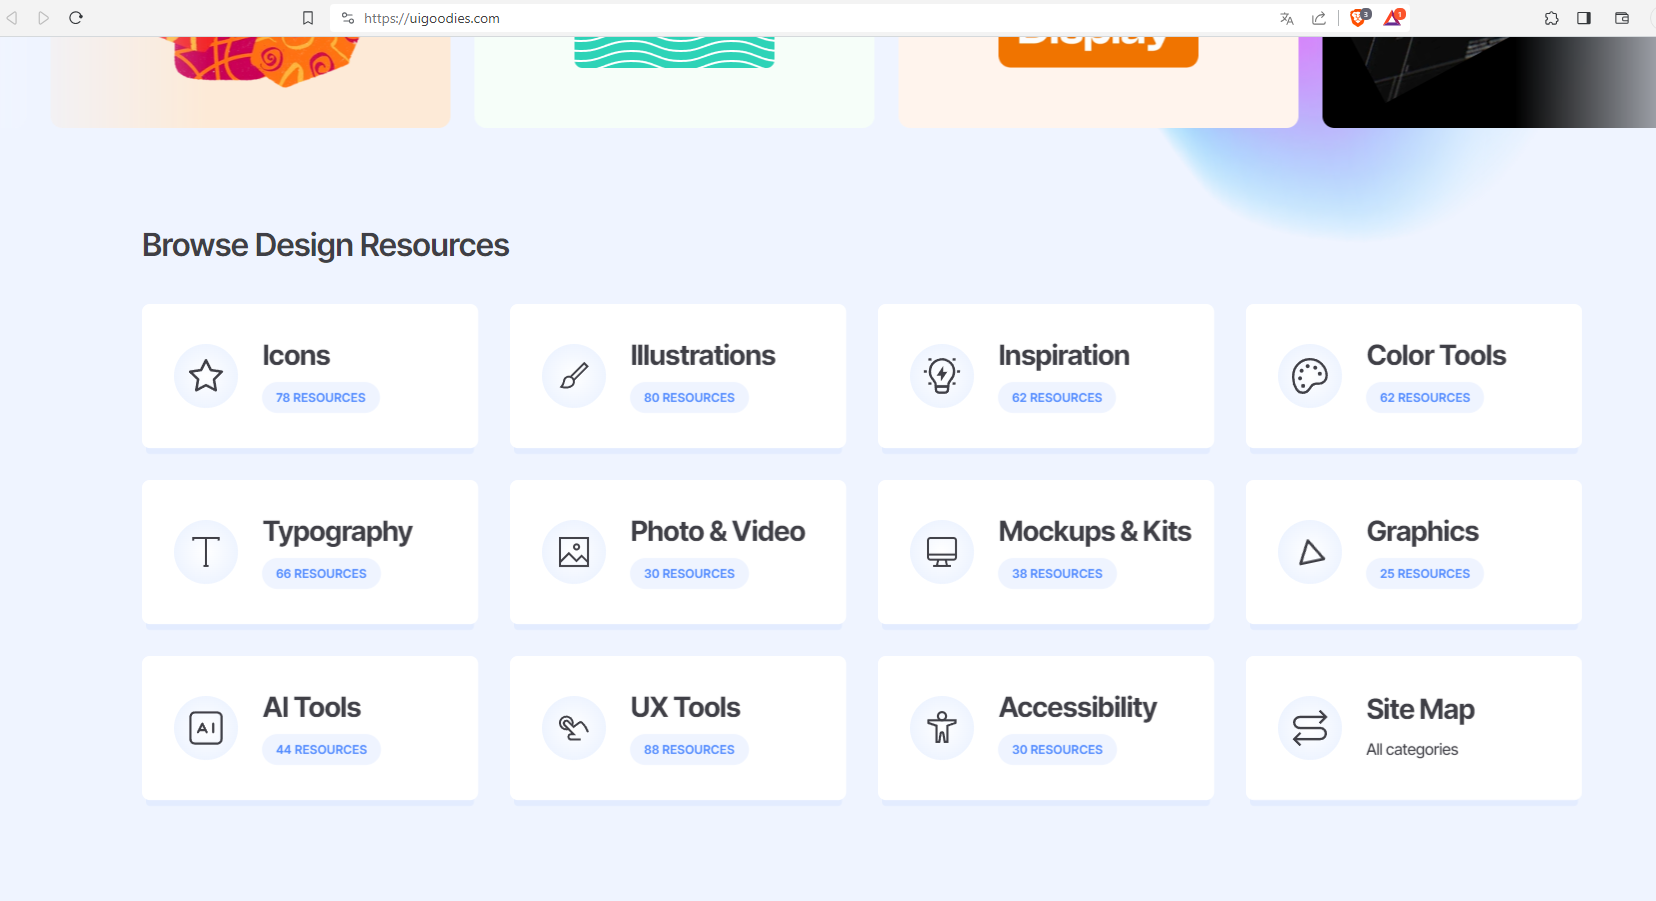 https://uigoodies.com
3
1
Display
Browse Design Resources
Icons
78 RESOURCES
Illustrations
80 RESOURCES
Inspiration
62 RESOURCES
Color Tools
62 RESOURCES
Typography
66 RESOURCES
Photo & Video
30 RESOURCES
Mockups & Kits
38 RESOURCES
Graphics
25 RESOURCES
AI
AI Tools
44 RESOURCES
UX Tools
88 RESOURCES
Accessibility
30 RESOURCES
Site Map
All categories